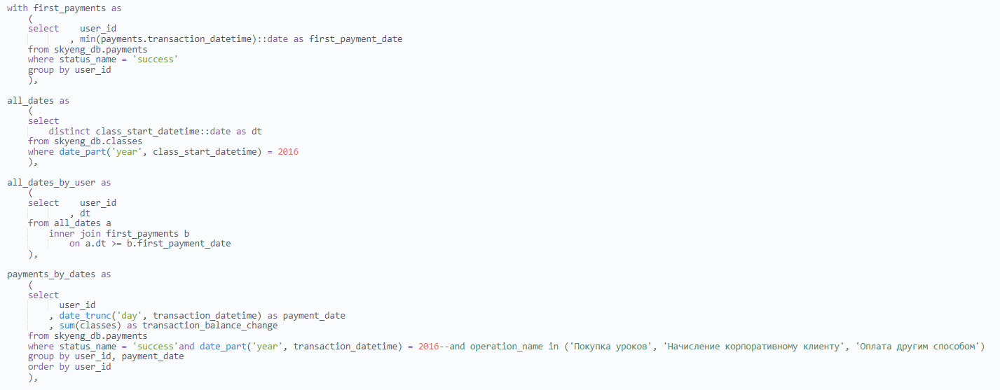 with first_payments as
(
select user_id
, min(payments.transaction_datetime)::date as first_payment_date
from skyeng_db.payments
where status_name = 'success'
group by user_id
),
all_dates as
(
select
distinct class_start_datetime::date as dt
from skyeng_db.classes
where date_part('year', class_start_datetime) = 2016
),
all_dates_by_user as
(
select user_id
, dt
from all_dates a
inner join first_payments b
on a.dt >= b.first_payment_date
),
payments_by_dates as
(
select
user_id
, date_trunc('day', transaction_datetime) as payment_date
, sum(classes) as transaction_balance_change
from skyeng_db.payments
where status_name = 'success'and date_part('year', transaction_datetime) = 2016--and operation_name in ('Покупка уроков', 'Начисление корпоративному клиенту', 'Оплата другим способом')
group by user_id, payment_date
order by user_id
),